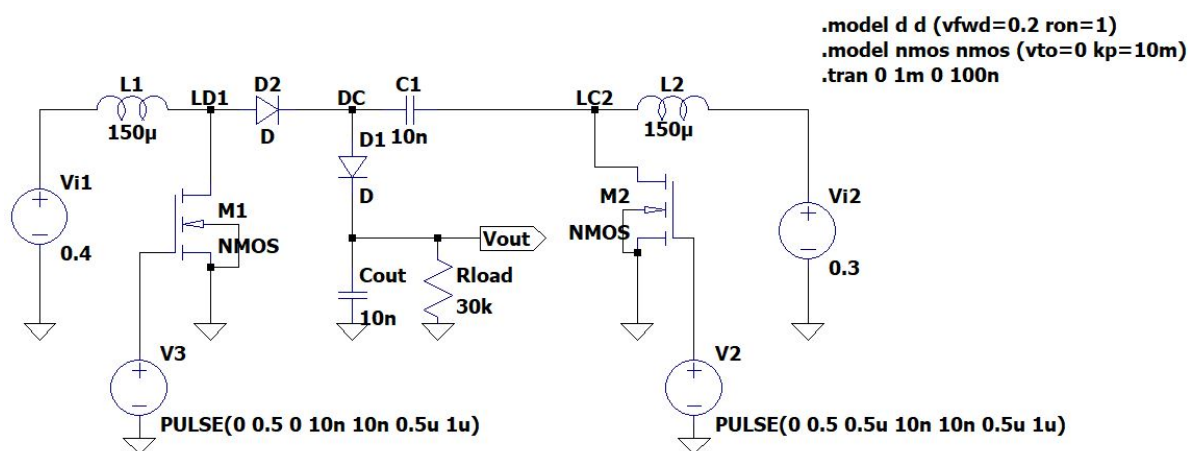 .model d d (vfwd=0.2 ron=1)
.model nmos nmos (vto=0 kp=10m)
.tran 0 1m 0 100n
L1
LD1
D2
DC
C1
LC2
L2
150µ
D
10n
150µ
D1
D
Vi1
0.4
M1
NMOS
M2
NMOS
Vi2
0.3
Vout
Cout
10n
Rload
30k
V3
PULSE(0 0.5 0 10n 10n 0.5u 1u)
V2
PULSE(0 0.5 0.5u 10n 10n 0.5u 1u)